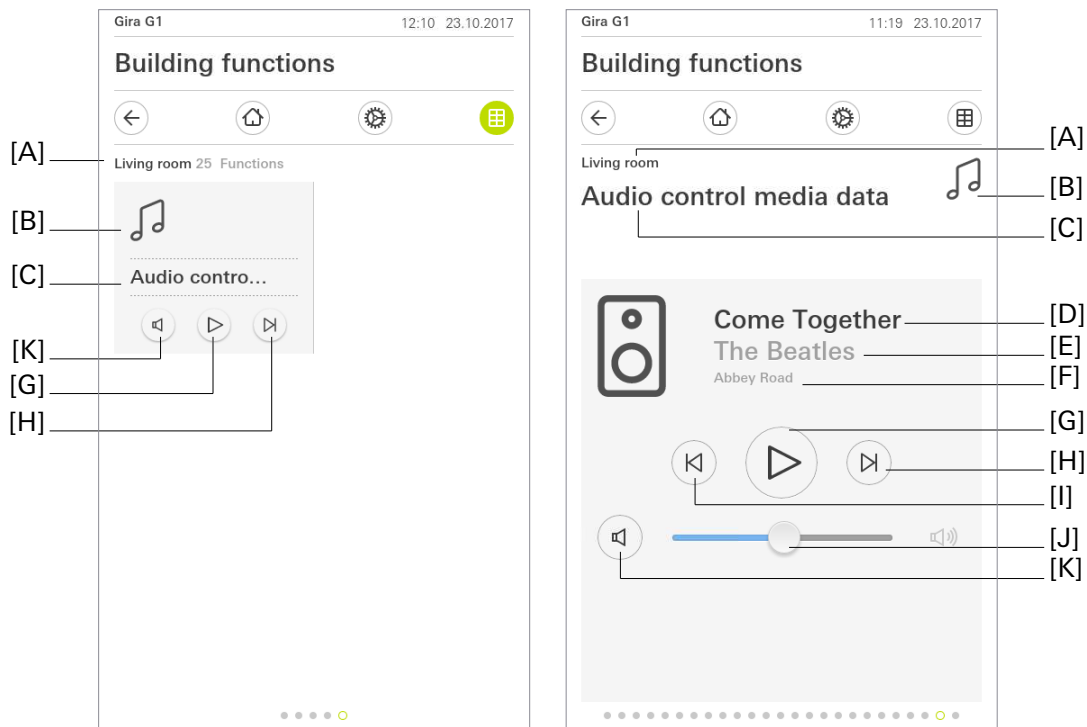 Gira G1 12:10 23.10.2017
Building functions
[A] Living room 25 Functions
[B]
[C] Audio contro...
[K]
[G]
[H]
Gira G1 11:19 23.10.2017
Building functions
Living room [A]
[B]
Audio control media data
[C]
Come Together [D]
The Beatles [E]
Abbey Road [F]
[G]
[H]
[I]
[J]
[K]